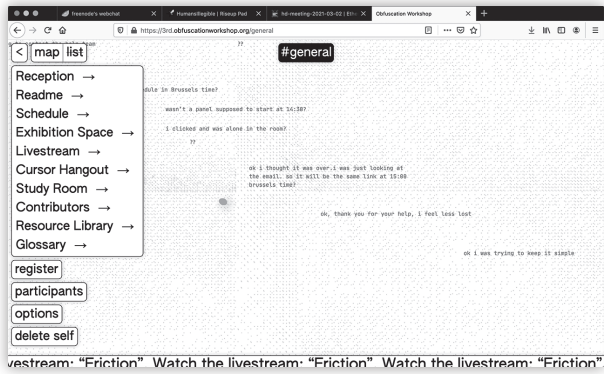 freenode's webchat
HumansIllegible | Riseup Pad
hd-meeting-2021-03-02 | Eth
Obfuscation Workshop
https://3rd.obfuscationworkshop.org/general
??
#general
< map list
Reception →
Readme →
Schedule →
Exhibition Space →
Livestream →
Cursor Hangout →
Study Room →
Contributors →
Resource Library →
Glossary →
register
participants
options
delete self
dule in Brussels time?
wasn't a panel supposed to start at 14:30?
i clicked and was alone in the room?
??
ok i thought it was over.i was just looking at
the email. so it will be the same link at 15:00
brussels time?
ok, thank you for your help, i feel less lost
ok i was trying to keep it simple
vestream: “Friction” Watch the livestream: “Friction” Watch the livestream: “Friction”